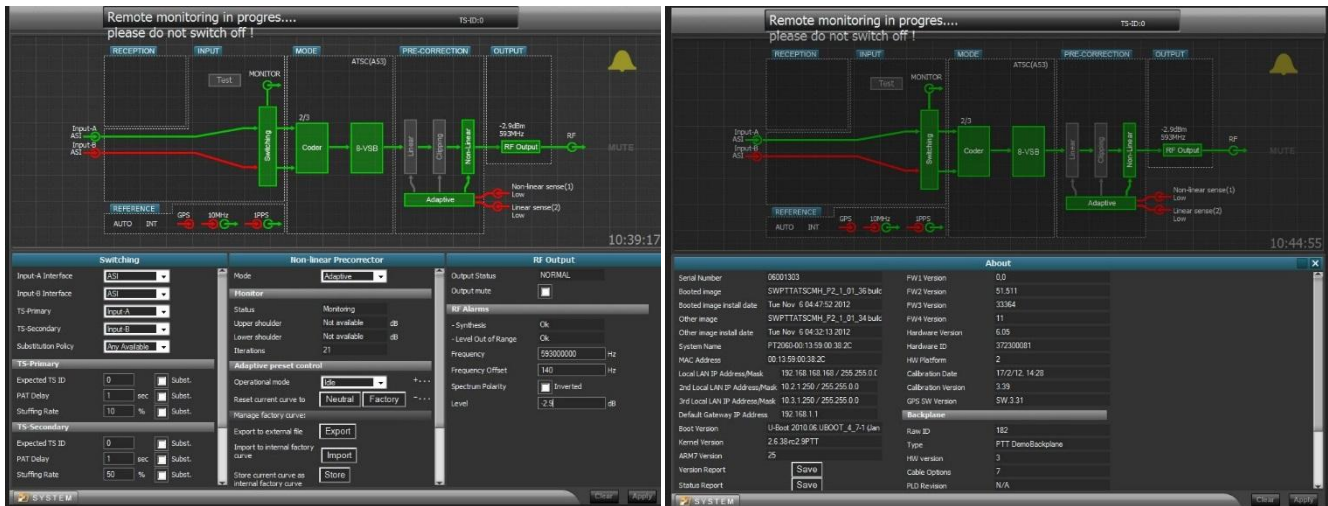 Remote monitoring in progres....
please do not switch off !
TS-ID:0
RECEPTION
INPUT
MODE
PRE-CORRECTION
OUTPUT
ATSC(A53)
Test
MONITOR
Input-A
ASI
Input-B
ASI
Switching
2/3
Coder
8-VSB
Linear
Clipping
Non-Linear
Adaptive
-2.9dBm
593MHz
RF Output
RF
MUTE
Non-linear sense(1)
Low
Linear sense(2)
Low
REFERENCE
AUTO INT
GPS 10MHz 1PPS
10:39:17
Switching
Input-A Interface ASI
Input-B Interface ASI
TS-Primary Input-A
TS-Secondary Input-B
Substitution Policy Any Available
TS-Primary
Expected TS ID 0 Subst.
PAT Delay 1 sec Subst.
Stuffing Rate 10 % Subst.
TS-Secondary
Expected TS ID 0 Subst.
PAT Delay 1 sec Subst.
Stuffing Rate 50 % Subst.
Non-linear Precorrector
Mode Adaptive
Monitor
Status Monitoring
Upper shoulder Not available dB
Lower shoulder Not available dB
Iterations 21
Adaptive preset control
Operational mode Idle +...
Reset current curve to Neutral Factory -...
Manage factory curve:
Export to external file Export
Import to internal factory
curve Import
Store current curve as
internal factory curve Store
RF Output
Output Status NORMAL
Output mute
RF Alarms
- Synthesis Ok
- Level Out of Range Ok
Frequency 593000000 Hz
Frequency Offset 140 Hz
Spectrum Polarity Inverted
Level -2.9 dB
SYSTEM
Clear Apply
Remote monitoring in progres....
please do not switch off !
TS-ID:0
RECEPTION
INPUT
MODE
PRE-CORRECTION
OUTPUT
ATSC(A53)
Test
MONITOR
Input-A
ASI
Input-B
ASI
Switching
2/3
Coder
8-VSB
Linear
Clipping
Non-Linear
Adaptive
-2.9dBm
593MHz
RF Output
RF
MUTE
Non-linear sense(1)
Low
Linear sense(2)
Low
REFERENCE
AUTO INT
GPS 10MHz 1PPS
10:44:55
About
X
Serial Number 06001303
Booted image SWPTTATSCMH_P2_1_01_36 builc
Booted image install date Tue Nov 6 04:47:52 2012
Other image SWPTTATSCMH_P2_1_01_34 builc
Other image install date Tue Nov 6 04:32:13 2012
System Name PT2060-00:13:59:00:38:2C
MAC Address 00:13:59:00:38:2C
Local LAN IP Address/Mask 192.168.168.168 / 255.255.0.0
2nd Local LAN IP Address/Mask 10.2.1.250 / 255.255.0.0
3rd Local LAN IP Address/Mask 10.3.1.250 / 255.255.0.0
Default Gateway IP Address 192.168.1.1
Boot Version U-Boot 2010.06.UBOOT_4_7-1 (Jan
Kernel Version 2.6.38-rc2.9PTT
ARM7 Version 25
Version Report Save
Status Report Save
FW1 Version 0,0
FW2 Version 51,511
FW3 Version 33364
FW4 Version 11
Hardware Version 6.05
Hardware ID 372300081
HW Platform 2
Calibration Date 17/2/12, 14:28
Calibration Version 3.39
GPS SW Version SW.3.31
Backplane
Raw ID 182
Type PTT DemoBackplane
HW version 3
Cable Options 7
PLD Revision N/A
SYSTEM
Clear Apply